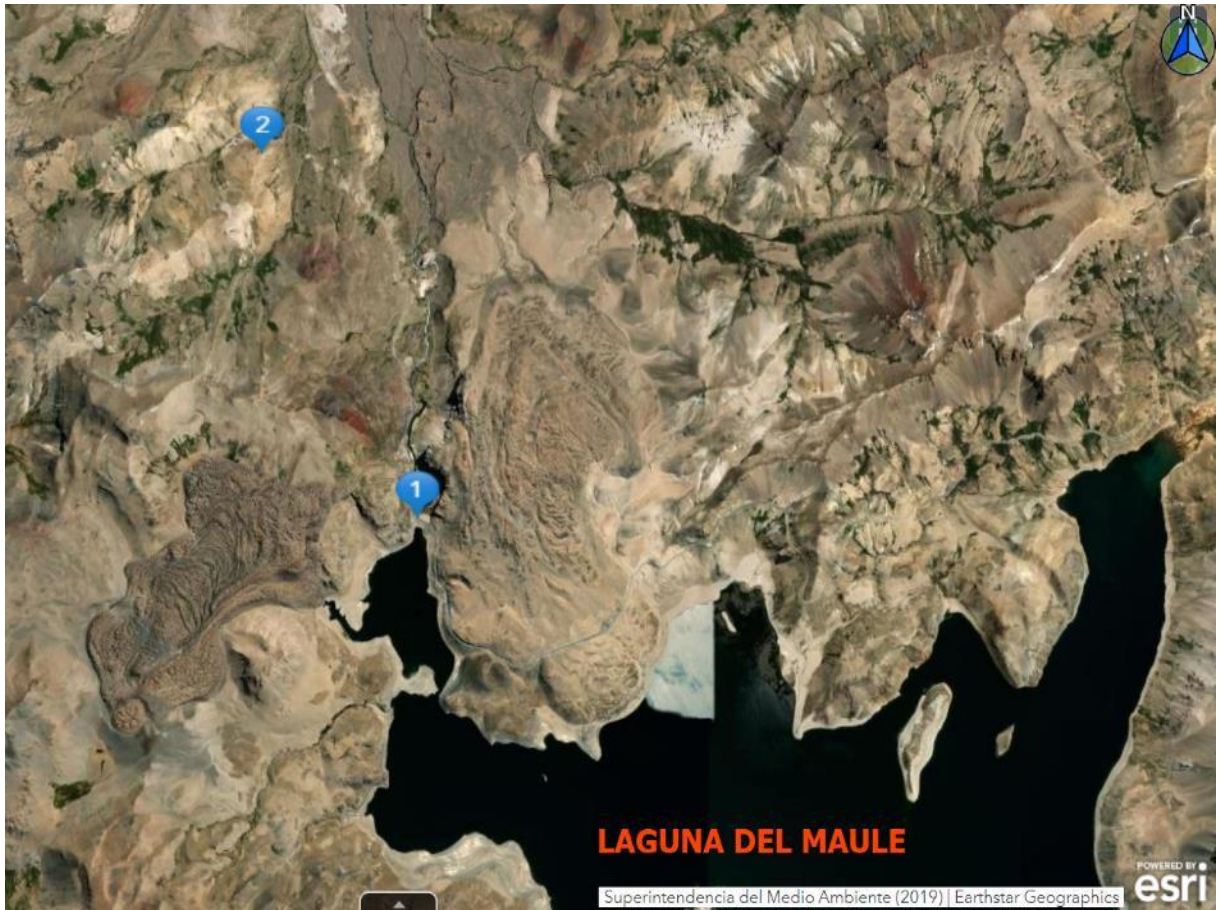 N
2
1
LAGUNA DEL MAULE
POWERED BY
esri
Superintendencia del Medio Ambiente (2019) | Earthstar Geographics